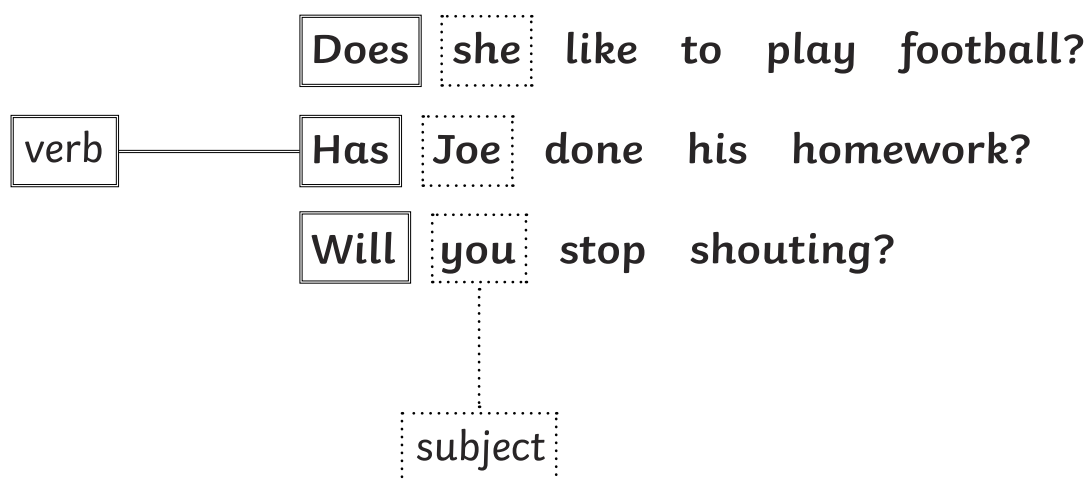 Does she like to play football?
verb Has Joe done his homework?
Will you stop shouting?
subject